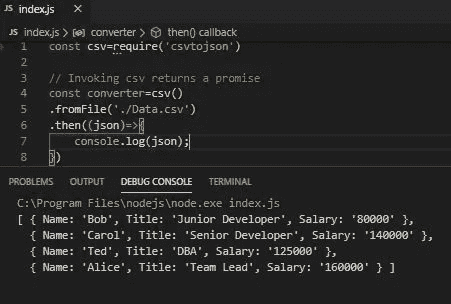 index.js
index.js > converter > then() callback
1 const csv=require('csvtojson')
2
3 // Invoking csv returns a promise
4 const converter=csv()
5 .fromFile('./Data.csv')
6 .then((json)=>{
7 console.log(json);
8 })
PROBLEMS OUTPUT DEBUG CONSOLE TERMINAL
C:\Program Files\nodejs\node.exe index.js
[ { Name: 'Bob', Title: 'Junior Developer', Salary: '80000' },
{ Name: 'Carol', Title: 'Senior Developer', Salary: '140000' },
{ Name: 'Ted', Title: 'DBA', Salary: '125000' },
{ Name: 'Alice', Title: 'Team Lead', Salary: '160000' } ]